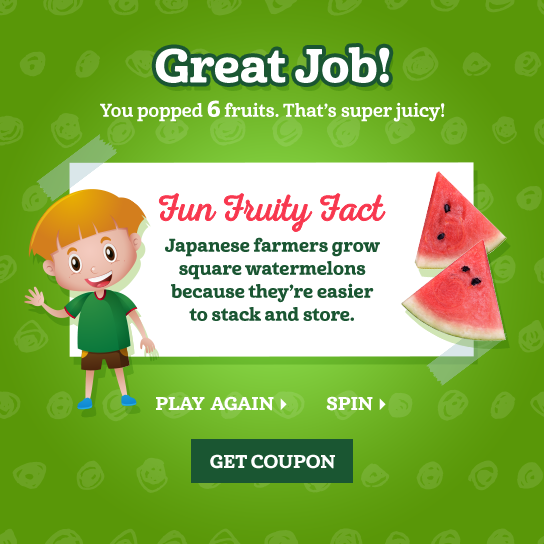 Great Job!
You popped 6 fruits. That's super juicy!
Fun Fruity Fact
Japanese farmers grow
square watermelons
because they're easier
to stack and store.
PLAY AGAIN
SPIN
GET COUPON